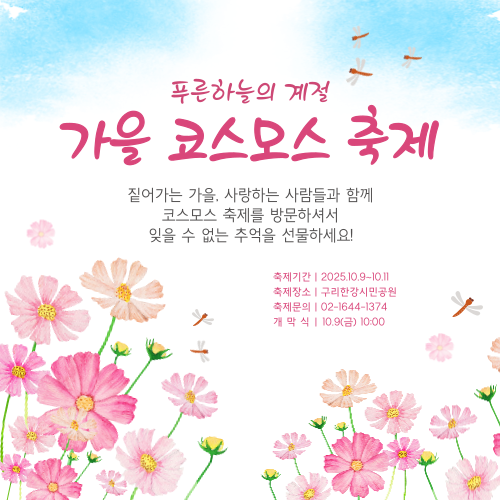 푸른하늘의 계절
가을 코스모스 축제
짙어가는 가을, 사랑하는 사람들과 함께
코스모스 축제를 방문하셔서
잊을 수 없는 추억을 선물하세요!
축제기간 | 2025.10.9~10.11
축제장소 | 구리한강시민공원
축제문의 | 02-1644-1374
개 막 식 | 10.9(금) 10:00